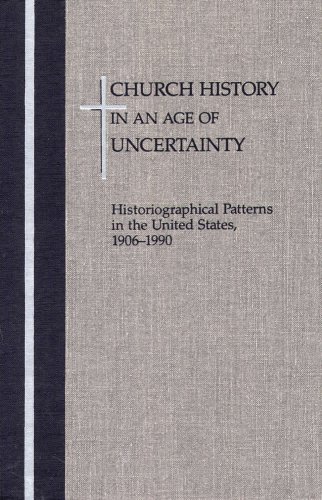 CHURCH HISTORY
IN AN AGE OF
UNCERTAINTY
Historiographical Patterns
in the United States,
1906–1990